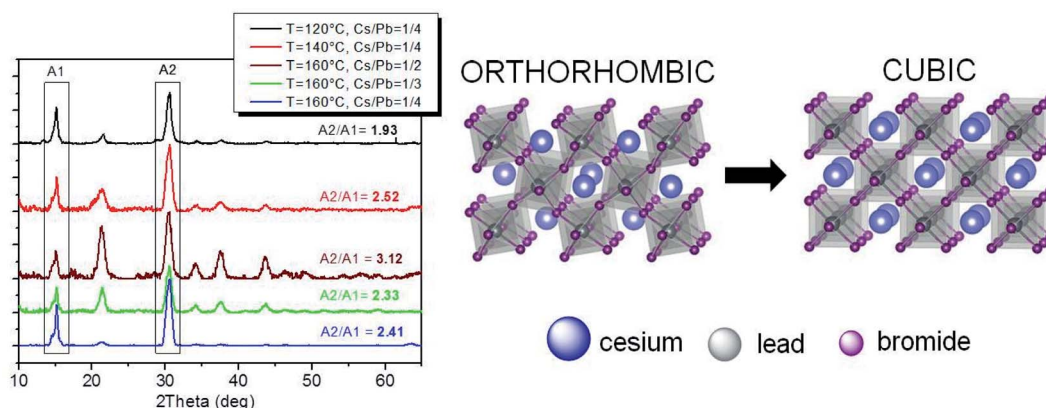 T=120°C, Cs/Pb=1/4
T=140°C, Cs/Pb=1/4
T=160°C, Cs/Pb=1/2
T=160°C, Cs/Pb=1/3
T=160°C, Cs/Pb=1/4
A1
A2
A2/A1= 1.93
A2/A1= 2.52
A2/A1= 3.12
A2/A1= 2.33
A2/A1= 2.41
10 20 30 40 50 60
2Theta (deg)
ORTHORHOMBIC
CUBIC
cesium
lead
bromide